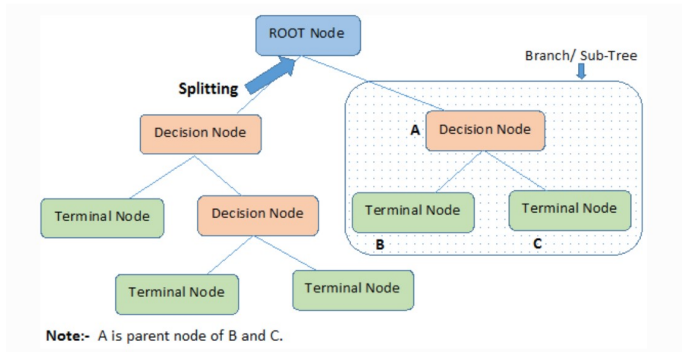 ROOT Node
Branch/ Sub-Tree
Splitting
Decision Node
A Decision Node
Terminal Node
Decision Node
Terminal Node
Terminal Node
B
C
Terminal Node
Terminal Node
Note:- A is parent node of B and C.